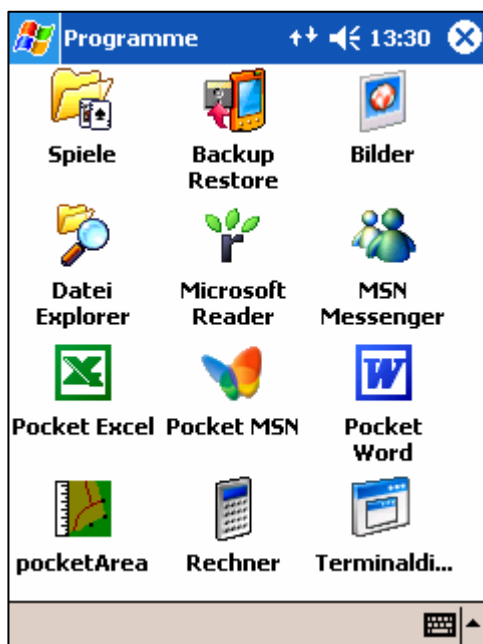 Programme 13:30
Spiele Backup Restore Bilder
Datei Explorer Microsoft Reader MSN Messenger
Pocket Excel Pocket MSN Pocket Word
pocketArea Rechner Terminaldi...